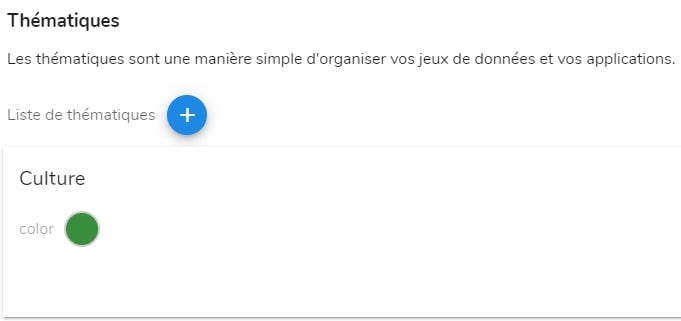 Thématiques
Les thématiques sont une manière simple d'organiser vos jeux de données et vos applications.
Liste de thématiques +
Culture
color